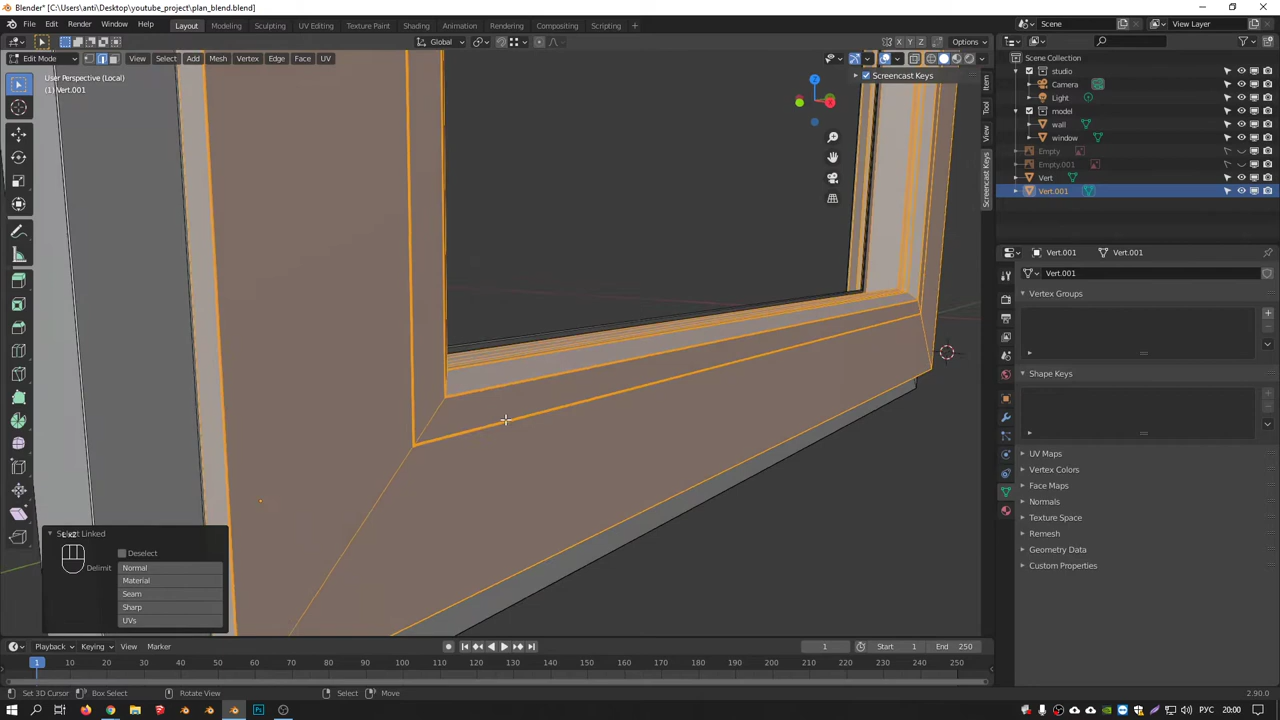 Blender* [C:\Users\anti\Desktop\youtube_project\plan_blend.blend]
File Edit Render Window Help Layout Modeling Sculpting UV Editing Texture Paint Shading Animation Rendering Compositing Scripting + Scene View Layer
Global X Y Z Options
Edit Mode View Select Add Mesh Vertex Edge Face UV
User Perspective (Local)
(1) Vert.001
Screencast Keys
Z
Item
Tool
View
Screencast Keys
Scene Collection
studio
Camera
Light
model
wall
window
Empty
Empty.001
Vert
Vert.001
Vert.001 Vert.001
Vert.001
Vertex Groups
Shape Keys
UV Maps
Vertex Colors
Face Maps
Normals
Texture Space
Remesh
Geometry Data
Custom Properties
Select Linked
Deselect
Delimit Normal
Material
Seam
Sharp
UVs
Playback Keying View Marker 1 Start 1 End 250
1 10 20 30 40 50 60 70 80 90 100 110 120 130 140 150 160 170 180 190 200 210 220 230 240 250
Set 3D Cursor Box Select Rotate View Select Move 2.90.0
РУС 20:00